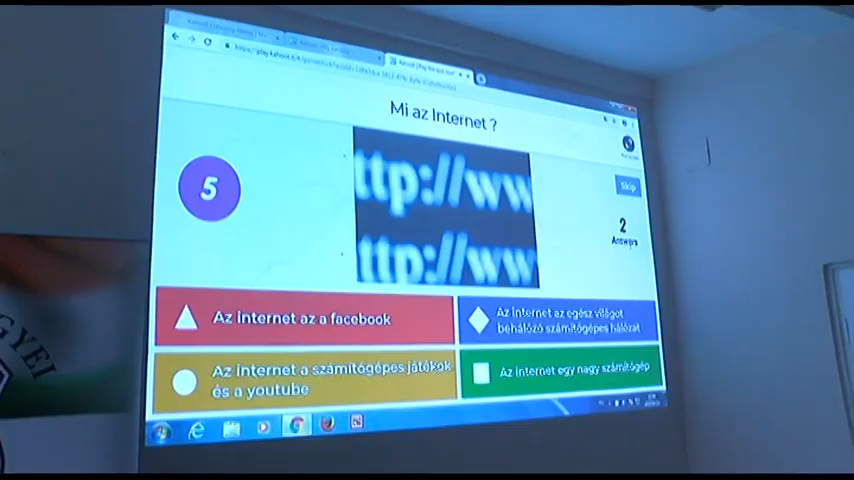 Mi az Internet ?
5
ttp://ww
ttp://ww
Skip
2
Answers
Az internet az a facebook
Az internet az egész világot
behálózó számítógépes hálózat
Az internet a számítógépes játékok
és a youtube
Az internet egy nagy számítógép
GYEI